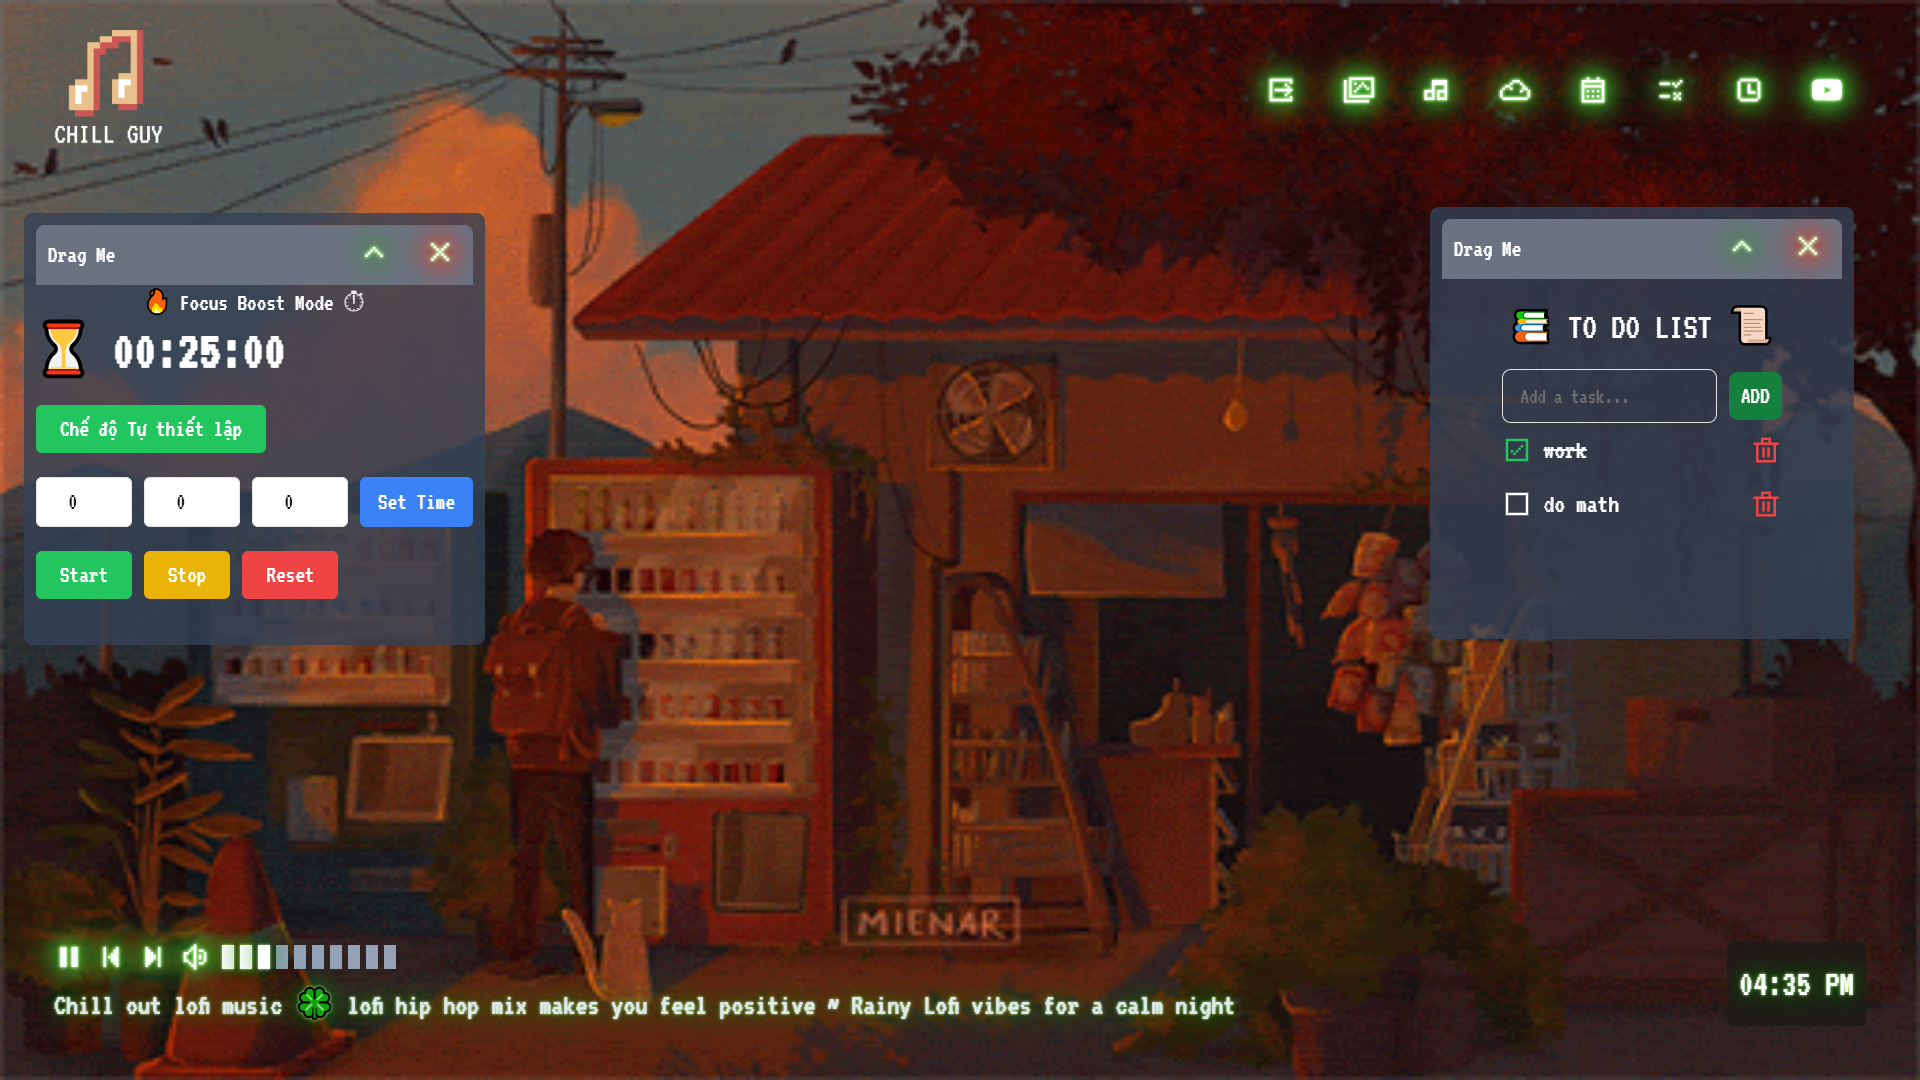 CHILL GUY
Drag Me
🔥 Focus Boost Mode ⏱
00:25:00
Chế độ Tự thiết lập
0 0 0 Set Time
Start Stop Reset
Drag Me
📚 TO DO LIST 📜
Add a task... ADD
work
do math
MIENAR
Chill out lofi music 🍀 lofi hip hop mix makes you feel positive ~ Rainy Lofi vibes for a calm night
04:35 PM